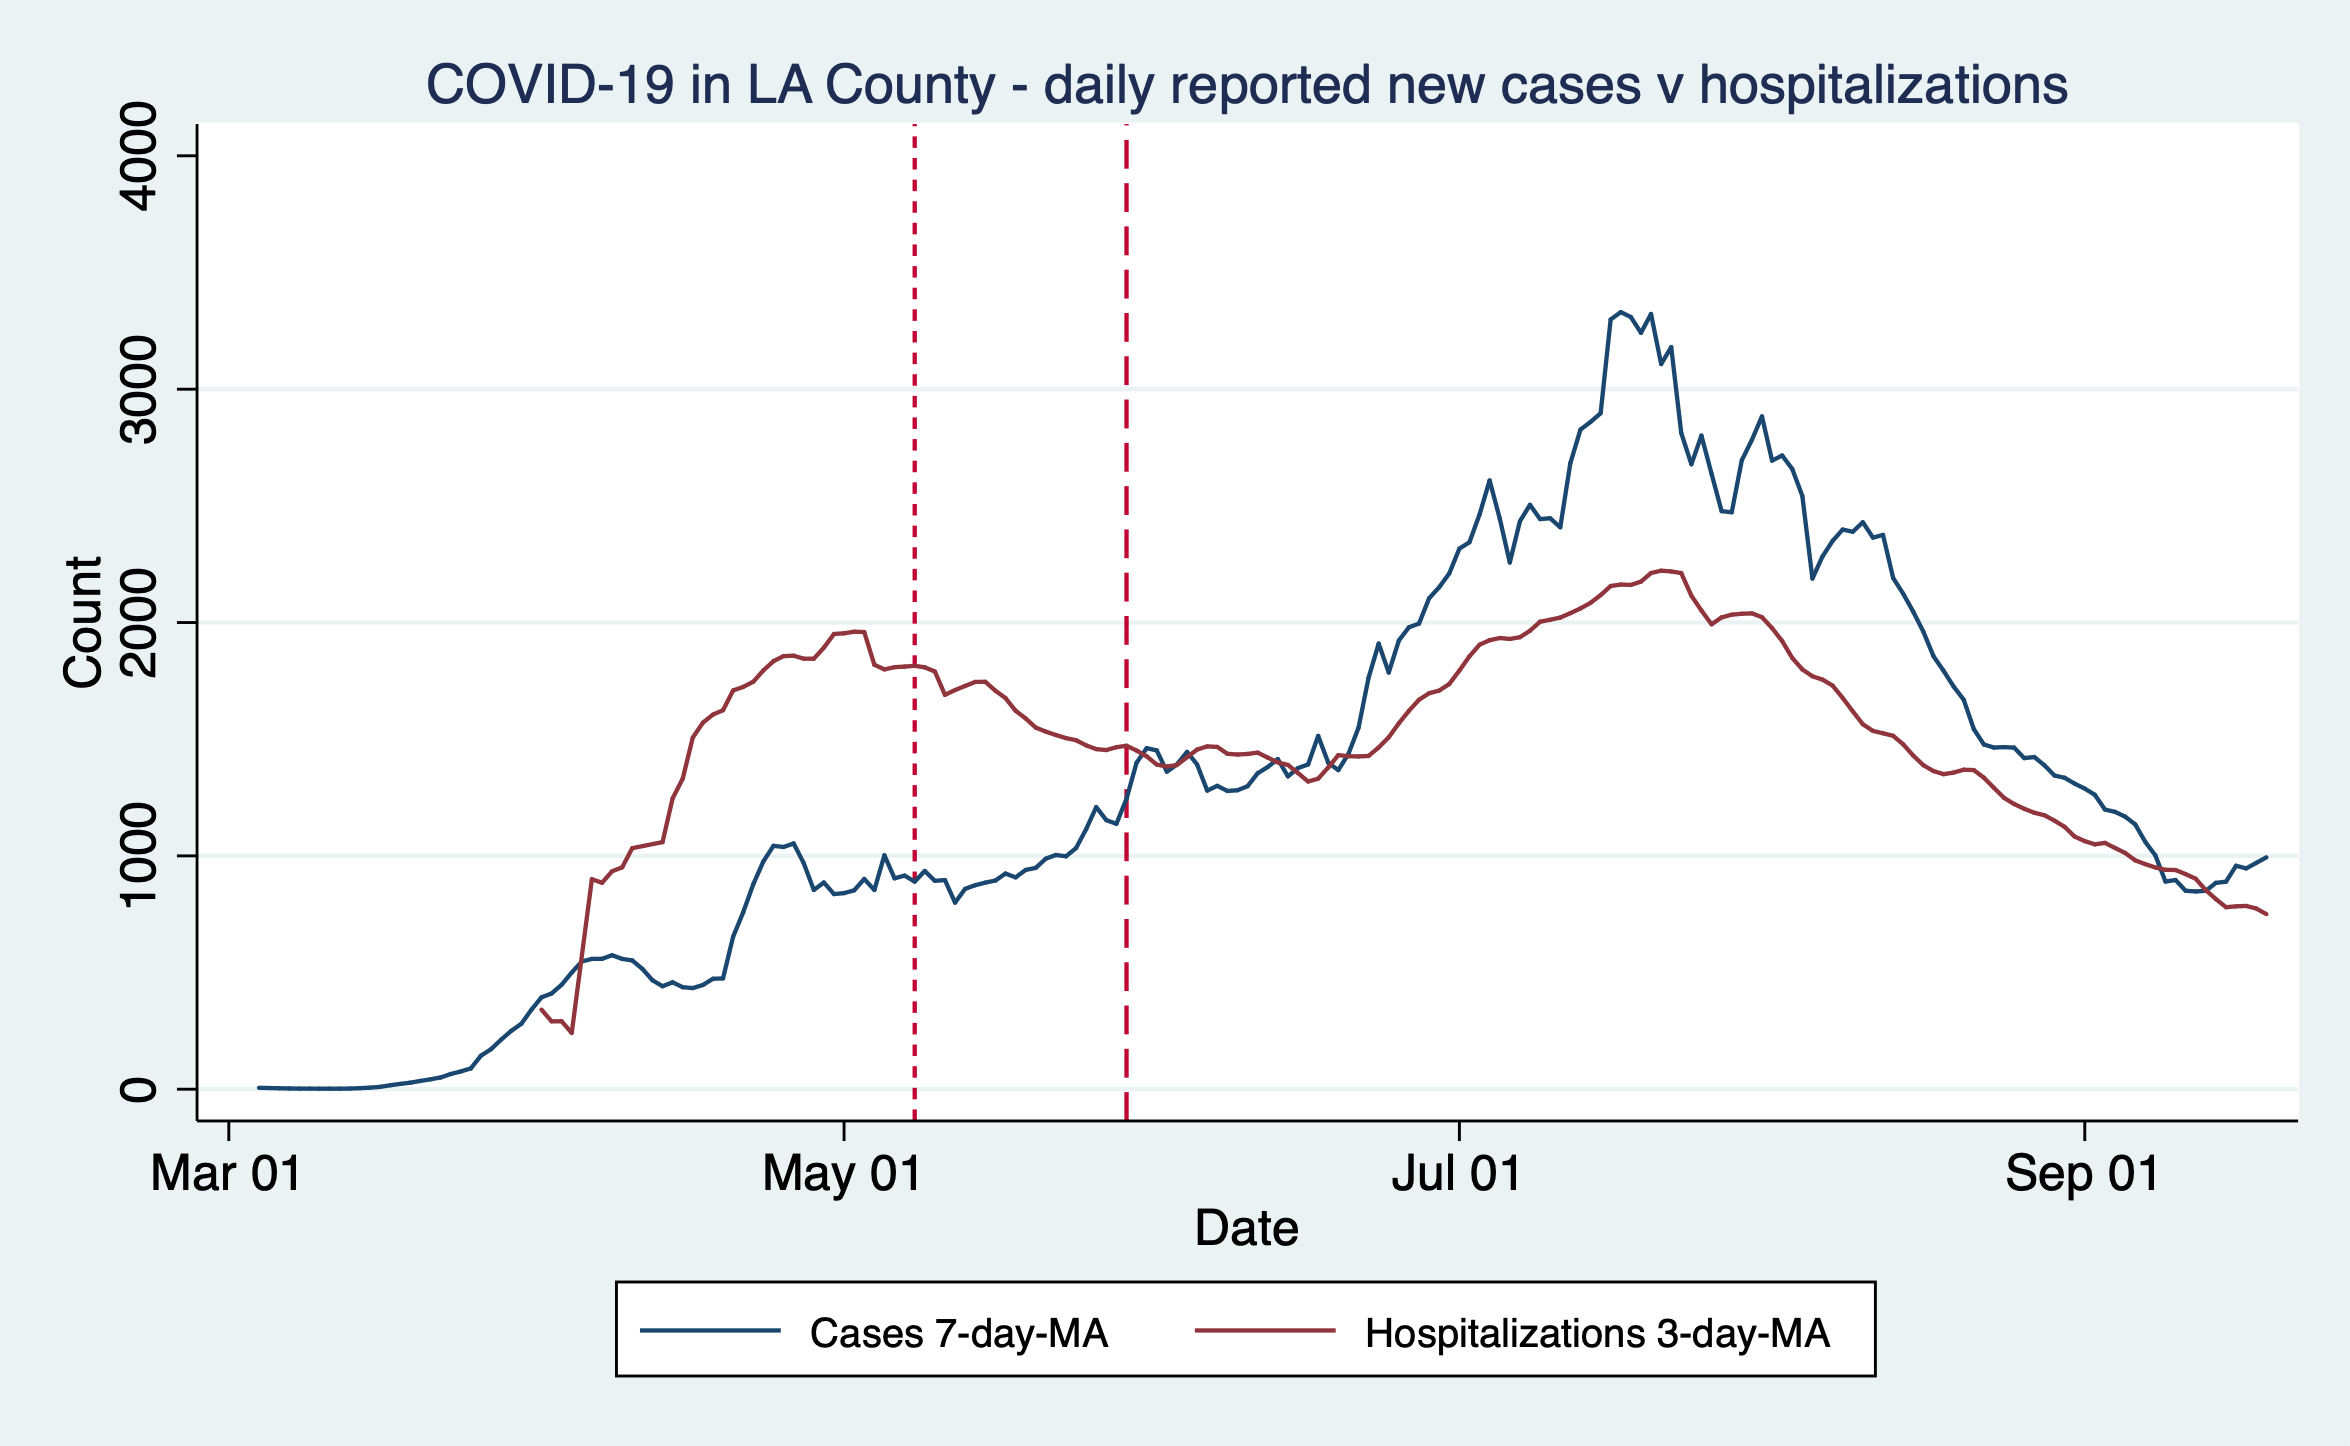 COVID-19 in LA County - daily reported new cases v hospitalizations
4000
3000
2000
1000
0
Count
Mar 01 May 01 Jul 01 Sep 01
Date
Cases 7-day-MA Hospitalizations 3-day-MA